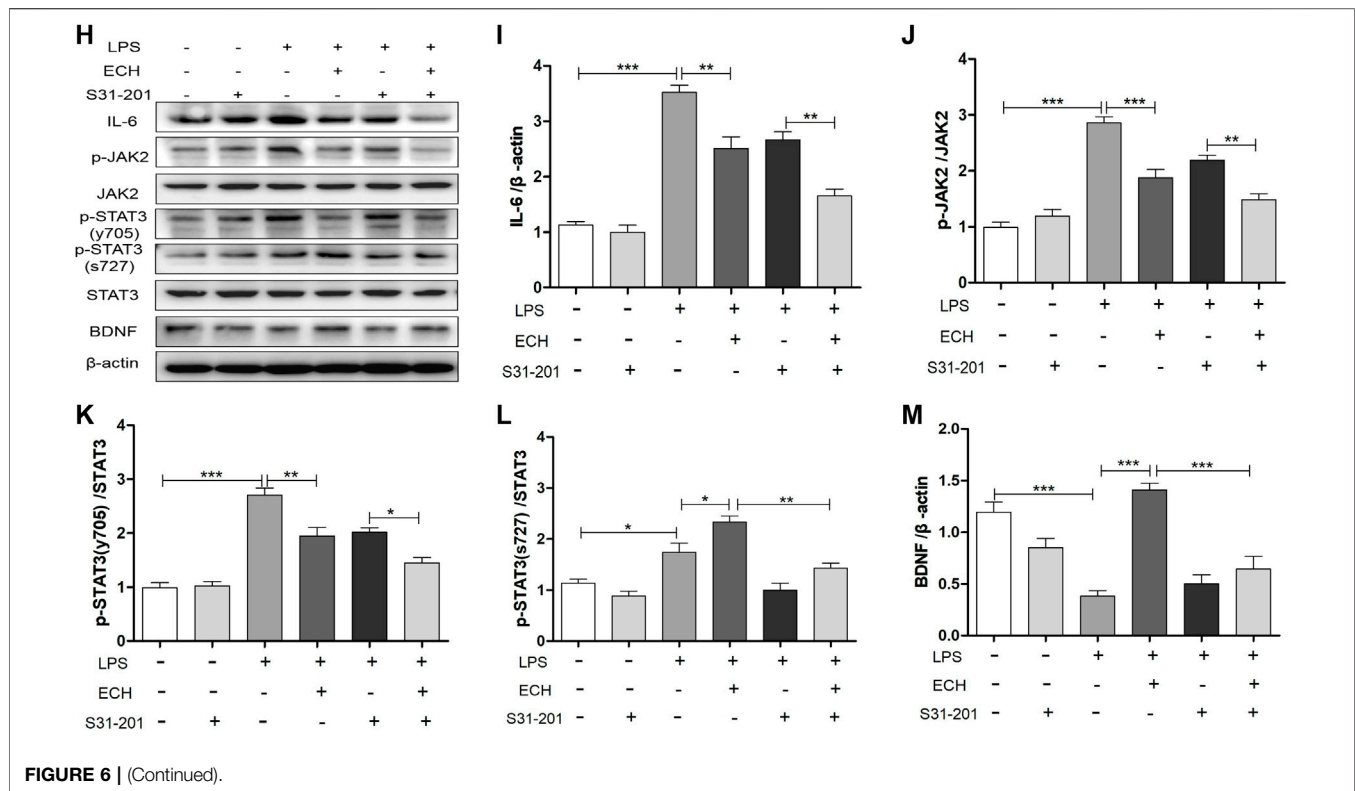 H
LPS - - + + + +
ECH - - - + - +
S31-201 - + - - + +
IL-6
p-JAK2
JAK2
p-STAT3
(y705)
p-STAT3
(s727)
STAT3
BDNF
β-actin
I
IL-6 /β -actin
4
3
2
1
0
*** ** **
LPS - - + + + +
ECH - - - + - +
S31-201 - + - - + +
J
p-JAK2 /JAK2
4
3
2
1
0
*** *** **
LPS - - + + + +
ECH - - - + - +
S31-201 - + - - + +
K
p-STAT3(y705) /STAT3
4
3
2
1
0
*** ** *
LPS - - + + + +
ECH - - - + - +
S31-201 - + - - + +
L
p-STAT3(s727) /STAT3
4
3
2
1
0
* * **
LPS - - + + + +
ECH - - - + - +
S31-201 - + - - + +
M
BDNF /β -actin
2.0
1.5
1.0
0.5
0.0
*** *** ***
LPS - - + + + +
ECH - - - + - +
S31-201 - + - - + +
FIGURE 6 | (Continued).